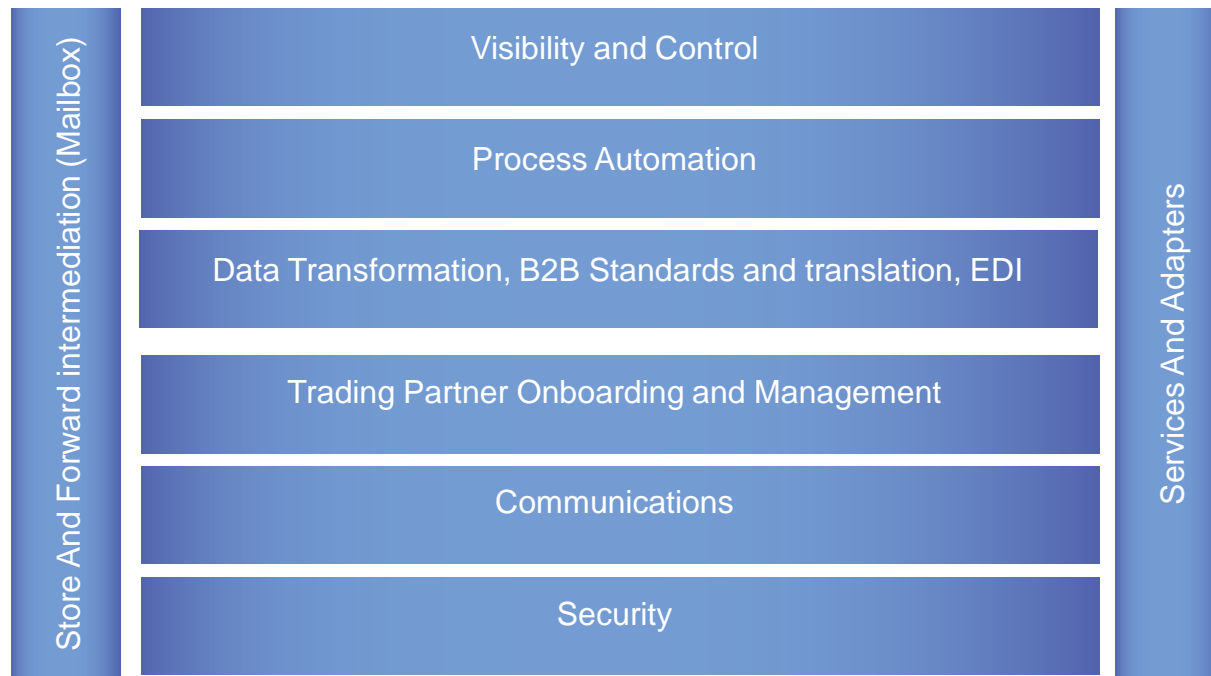 Store And Forward intermediation (Mailbox)
Visibility and Control
Process Automation
Data Transformation, B2B Standards and translation, EDI
Trading Partner Onboarding and Management
Communications
Security
Services And Adapters